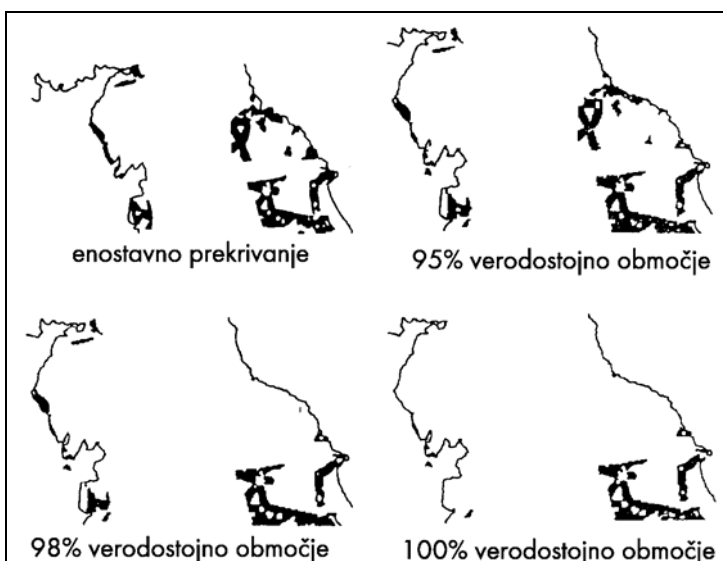 enostavno prekrivanje
95% verodostojno območje
98% verodostojno območje
100% verodostojno območje